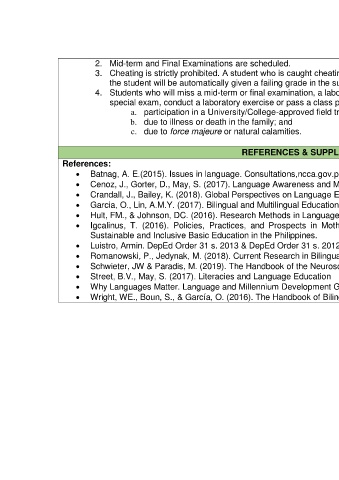 2. Mid-term and Final Examinations are scheduled.
3. Cheating is strictly prohibited. A student who is caught cheatin
the student will be automatically given a failing grade in the su
4. Students who will miss a mid-term or final examination, a labo
special exam, conduct a laboratory exercise or pass a class p
a. participation in a University/College-approved field tr
b. due to illness or death in the family; and
c. due to force majeure or natural calamities.
REFERENCES & SUPPL
References:
• Batnag, A. E.(2015). Issues in language. Consultations,ncca.gov.p
• Cenoz, J., Gorter, D., May, S. (2017). Language Awareness and M
• Crandall, J., Bailey, K. (2018). Global Perspectives on Language E
• Garcia, O., Lin, A.M.Y. (2017). Bilingual and Multilingual Education
• Hult, FM., & Johnson, DC. (2016). Research Methods in Language
• Igcalinus, T. (2016). Policies, Practices, and Prospects in Moth
Sustainable and Inclusive Basic Education in the Philippines.
• Luistro, Armin. DepEd Order 31 s. 2013 & DepEd Order 31 s. 2012
• Romanowski, P., Jedynak, M. (2018). Current Research in Bilingua
• Schwieter, JW & Paradis, M. (2019). The Handbook of the Neurosc
• Street, B.V., May, S. (2017). Literacies and Language Education
• Why Languages Matter. Language and Millennium Development G
• Wright, WE., Boun, S., & García, O. (2016). The Handbook of Bilin